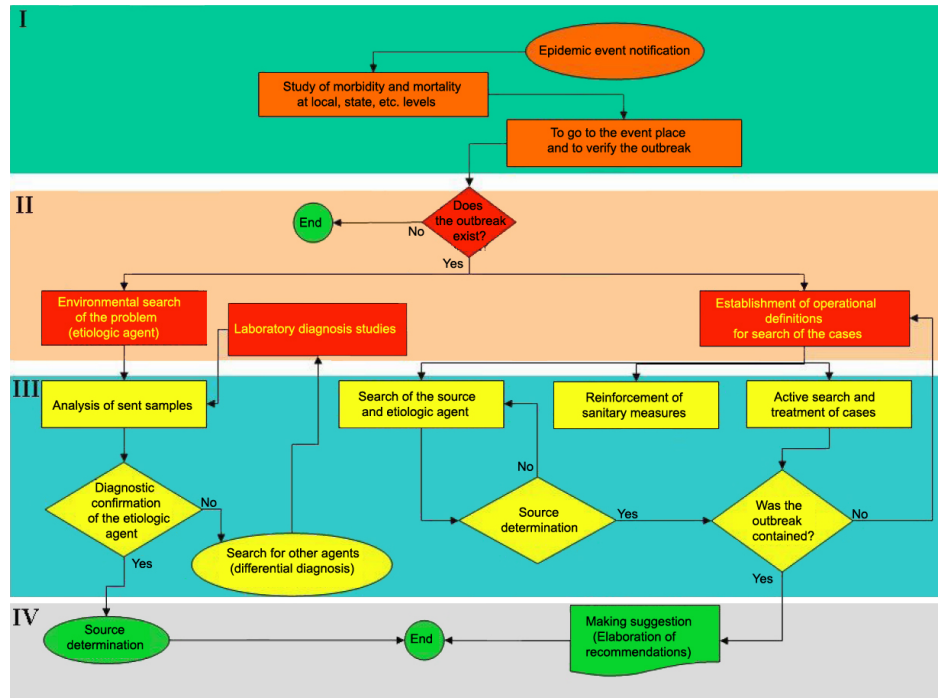 I
Epidemic event notification
Study of morbidity and mortality
at local, state, etc. levels
To go to the event place
and to verify the outbreak
II
Does
the outbreak
exist?
End
No
Yes
Environmental search
of the problem
(etiologic agent)
Laboratory diagnosis studies
Establishment of operational
definitions
for search of the cases
III
Analysis of sent samples
Search of the source
and etiologic agent
Reinforcement of
sanitary measures
Active search and
treatment of cases
Diagnostic
confirmation
of the etiologic
agent
No
Yes
Search for other agents
(differential diagnosis)
No
Source
determination
Yes
Was the
outbreak
contained?
No
Yes
IV
Source
determination
End
Making suggestion
(Elaboration of
recommendations)